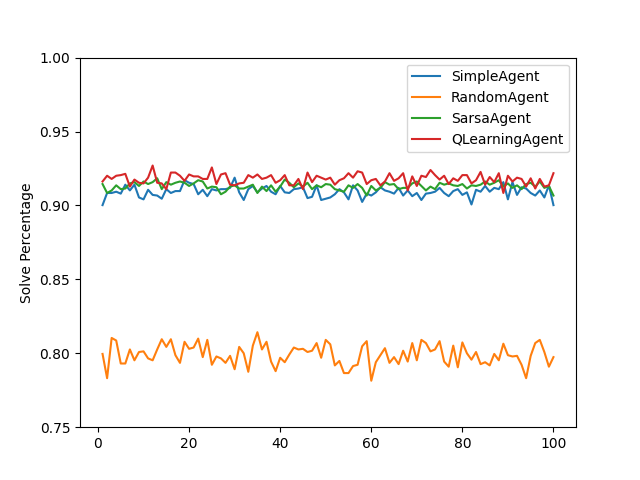 1.00
0.95
0.90
0.85
0.80
0.75
Solve Percentage
SimpleAgent
RandomAgent
SarsaAgent
QLearningAgent
0 20 40 60 80 100